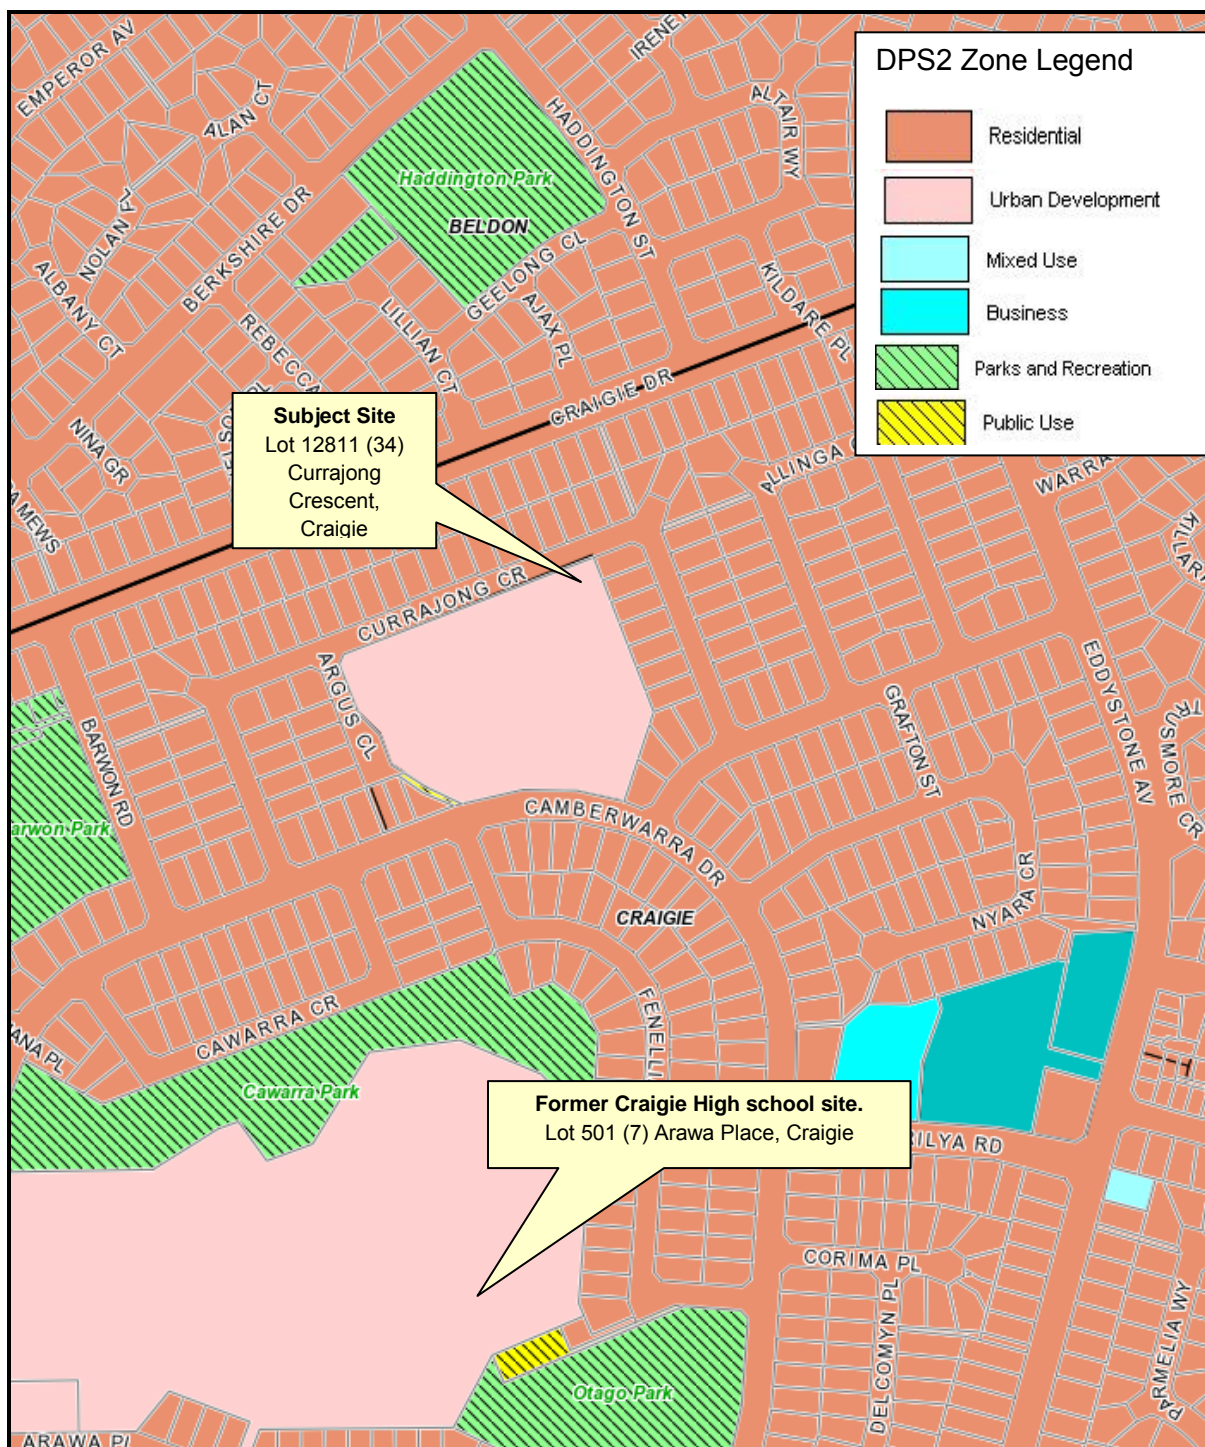 EMPEROR AV
ALAN CT
NOLAN PL
ALBANY CT
BERKSHIRE DR
Haddington Park
BELDON
HADDINGTON ST
ALTAIR WY
GEELONG CL
AJAX PL
LILLIAN CT
KILDARE PL
CRAIGIE DR
NINA GR
MEWS
DPS2 Zone Legend
Residential
Urban Development
Mixed Use
Business
Parks and Recreation
Public Use
Subject Site
Lot 12811 (34)
Currajong
Crescent,
Craigie
CURRAJONG CR
ARGUS CL
BARWON RD
arwon Park
CAMBERWARRA DR
CRAIGIE
GRAFTON ST
EDDYSTONE AV
TRUSMORE CR
NYARA CR
CAWARRA CR
Cawarra Park
Former Craigie High school site.
Lot 501 (7) Arawa Place, Craigie
RILYA RD
CORIMA PL
DELCOMYN PL
PARMELIA WY
Otago Park
ARAWA PL